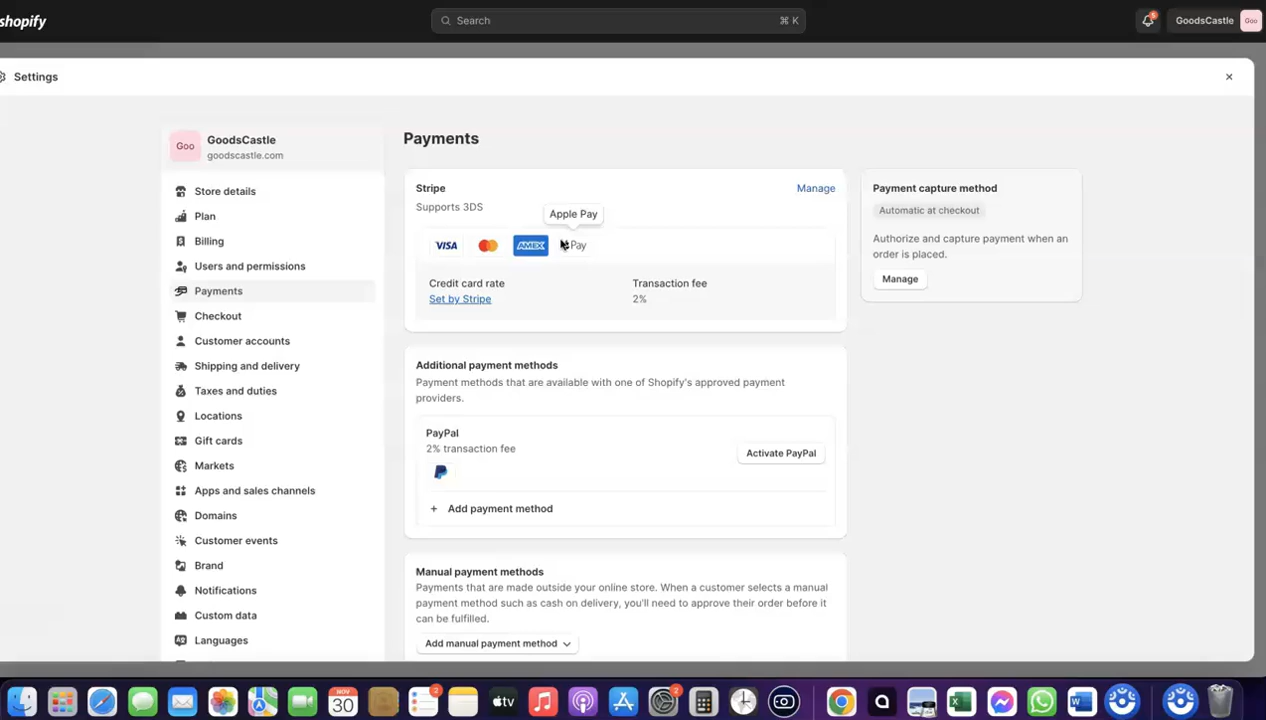 shopify
Search
⌘ K
5
GoodsCastle
Goo
Settings
×
Goo
GoodsCastle
goodscastle.com
Store details
Plan
Billing
Users and permissions
Payments
Checkout
Customer accounts
Shipping and delivery
Taxes and duties
Locations
Gift cards
Markets
Apps and sales channels
Domains
Customer events
Brand
Notifications
Custom data
Languages
Payments
Stripe
Manage
Supports 3DS
Apple Pay
VISA
AMEX
Pay
Credit card rate
Transaction fee
Set by Stripe
2%
Additional payment methods
Payment methods that are available with one of Shopify's approved payment
providers.
PayPal
2% transaction fee
Activate PayPal
+ Add payment method
Manual payment methods
Payments that are made outside your online store. When a customer selects a manual
payment method such as cash on delivery, you'll need to approve their order before it
can be fulfilled.
Add manual payment method
Payment capture method
Automatic at checkout
Authorize and capture payment when an
order is placed.
Manage
NOV
30
2
tv
2